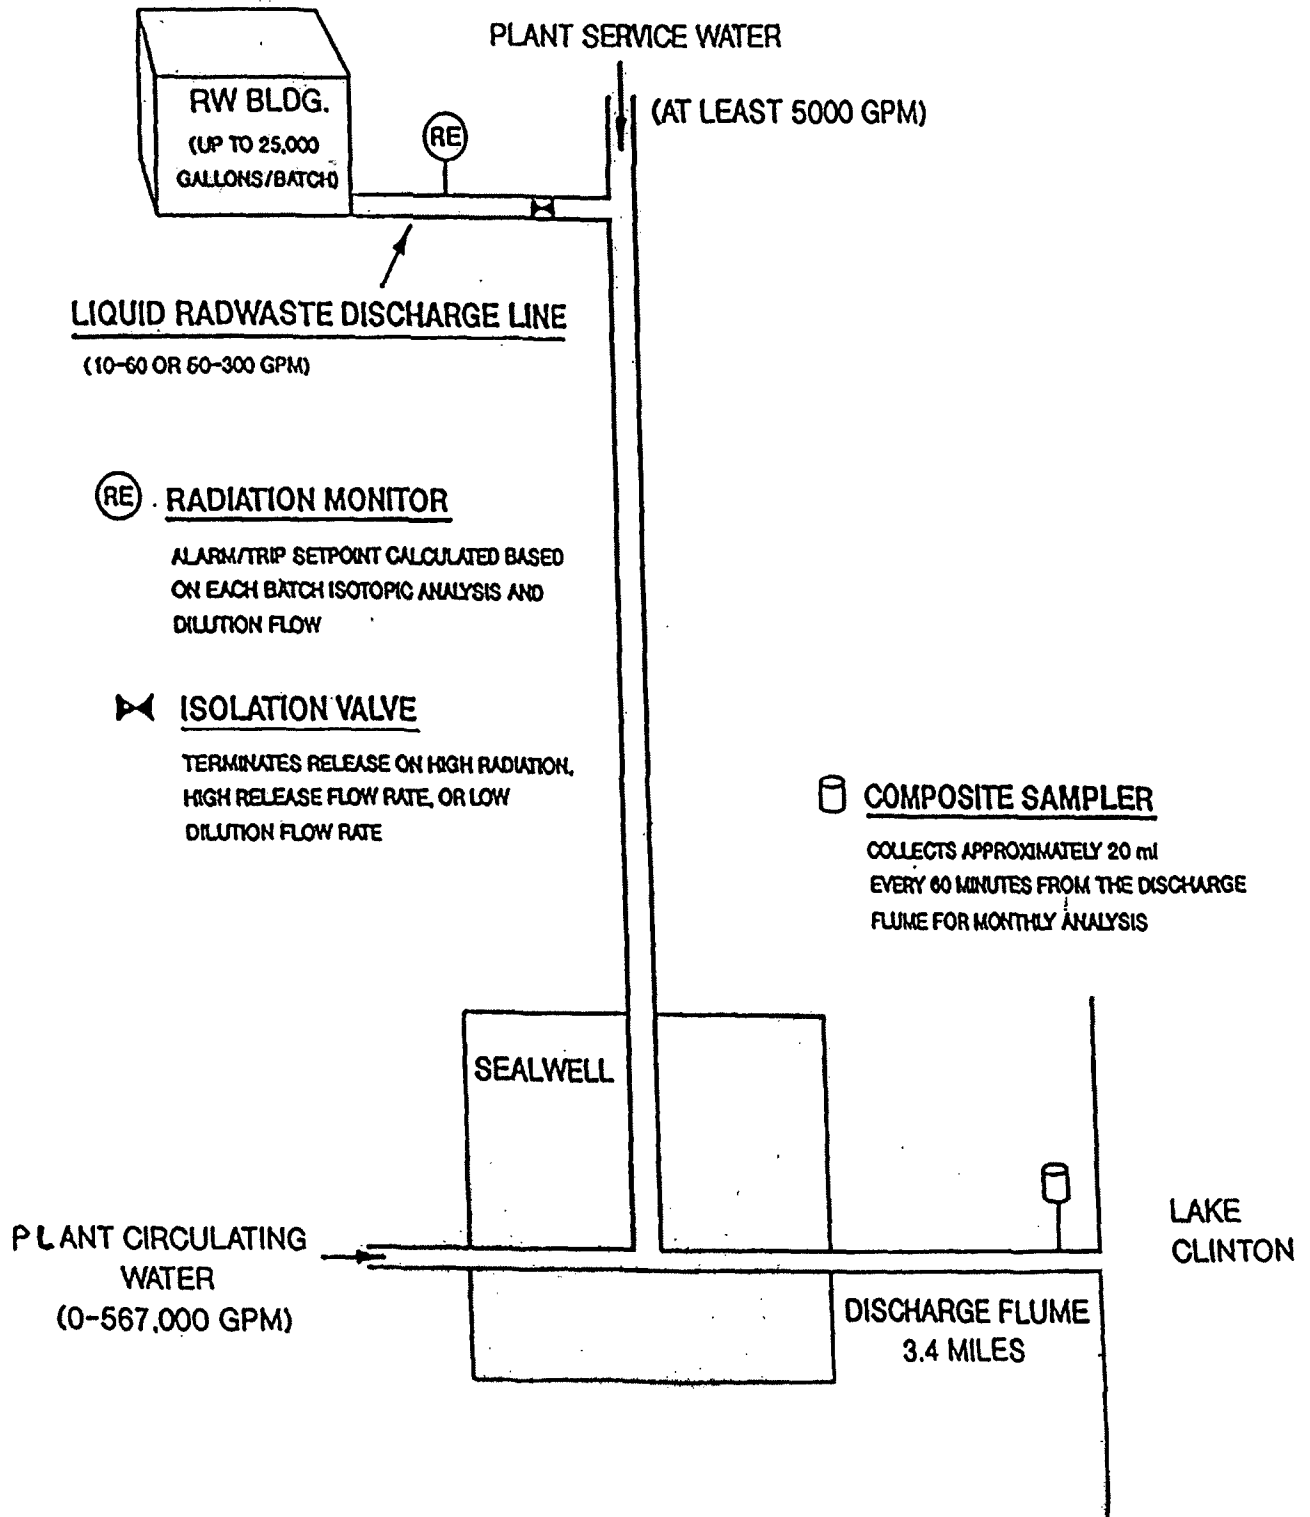 PLANT SERVICE WATER
(AT LEAST 5000 GPM)
RW BLDG.
(UP TO 25,000
GALLONS/BATCH)
RE
LIQUID RADWASTE DISCHARGE LINE
(10-60 OR 50-300 GPM)
RE RADIATION MONITOR
ALARM/TRIP SETPOINT CALCULATED BASED
ON EACH BATCH ISOTOPIC ANALYSIS AND
DILUTION FLOW
ISOLATION VALVE
TERMINATES RELEASE ON HIGH RADIATION,
HIGH RELEASE FLOW RATE, OR LOW
DILUTION FLOW RATE
COMPOSITE SAMPLER
COLLECTS APPROXIMATELY 20 ml
EVERY 60 MINUTES FROM THE DISCHARGE
FLUME FOR MONTHLY ANALYSIS
SEALWELL
PLANT CIRCULATING
WATER
(0-567,000 GPM)
LAKE
CLINTON
DISCHARGE FLUME
3.4 MILES